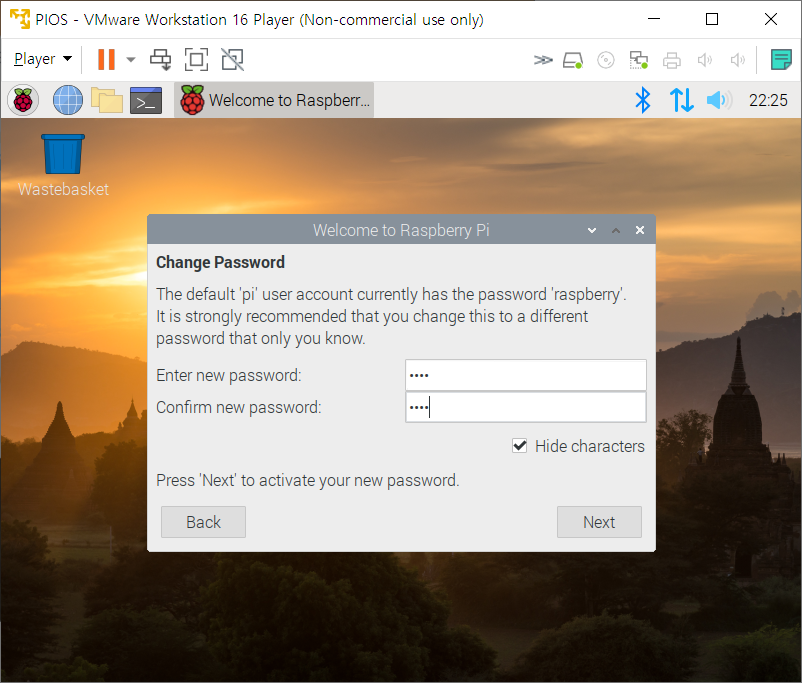 PIOS - VMware Workstation 16 Player (Non-commercial use only)
Player
Welcome to Raspberr...
22:25
Wastebasket
Welcome to Raspberry Pi
Change Password
The default 'pi' user account currently has the password 'raspberry'.
It is strongly recommended that you change this to a different
password that only you know.
Enter new password: ••••
Confirm new password: ••••
Hide characters
Press 'Next' to activate your new password.
Back Next